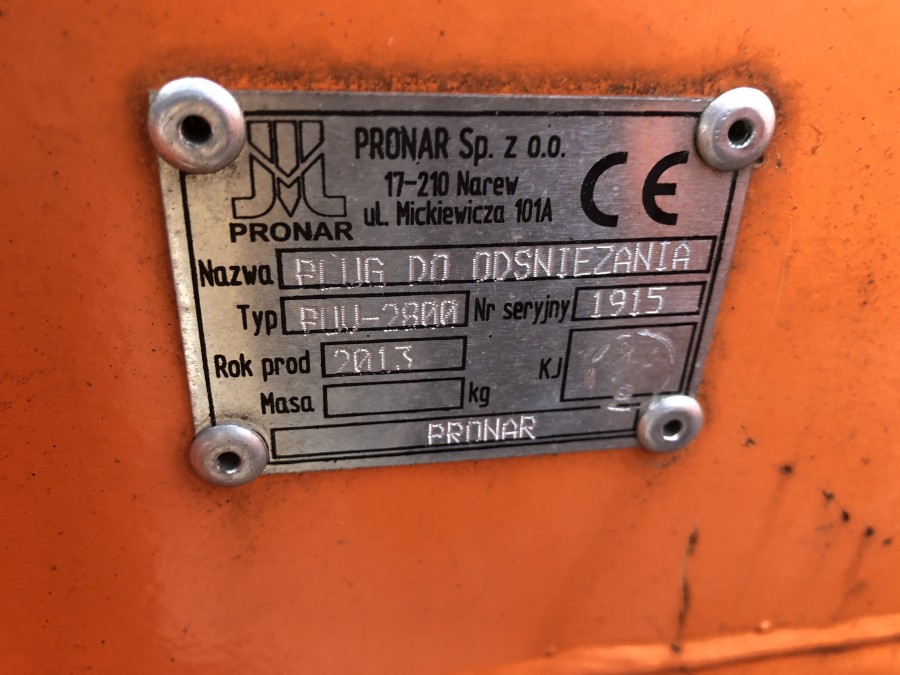 PRONAR Sp. z o.o.
17-210 Narew
ul. Mickiewicza 101A
CE
PRONAR
Nazwa PLUG DO ODSNIEZANIA
Typ PUV-2800 Nr seryjny 1915
Rok prod 2013 KJ
Masa kg
PRONAR